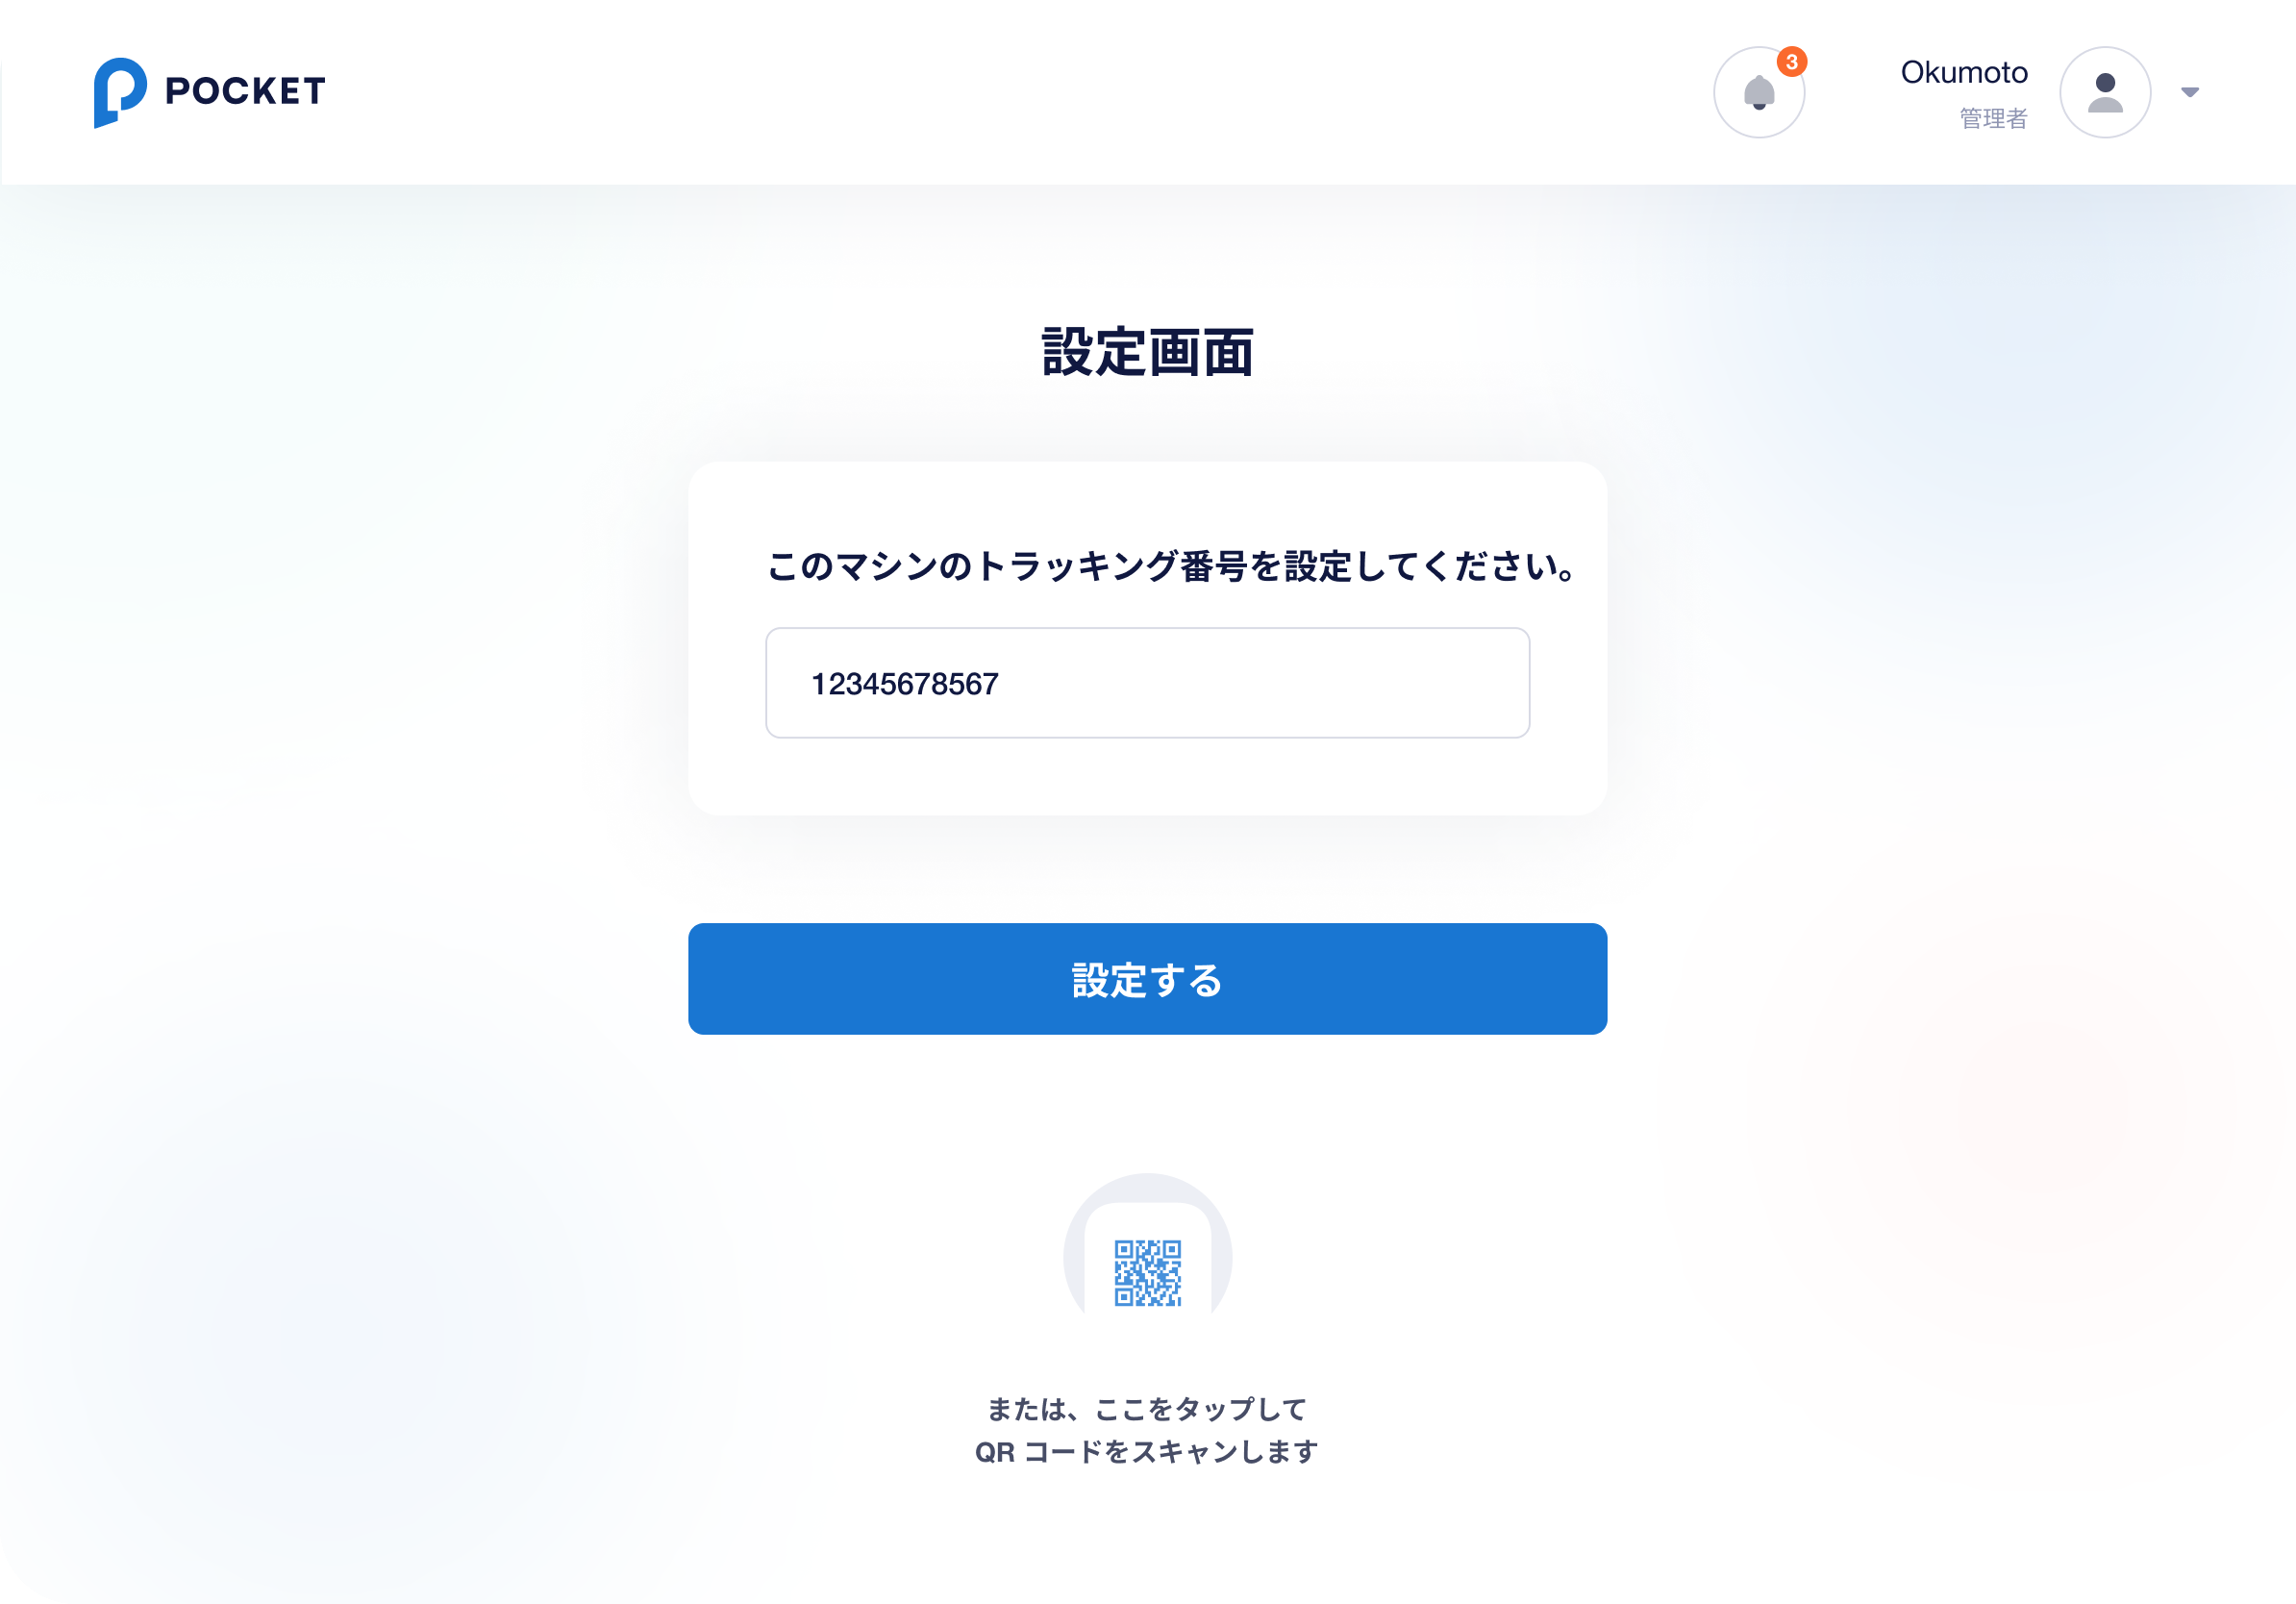 POCKET
3
Okumoto
管理者
設定画面
このマシンのトラッキング番号を設定してください。
12345678567
設定する
または、ここをタップして
QR コードをスキャンします